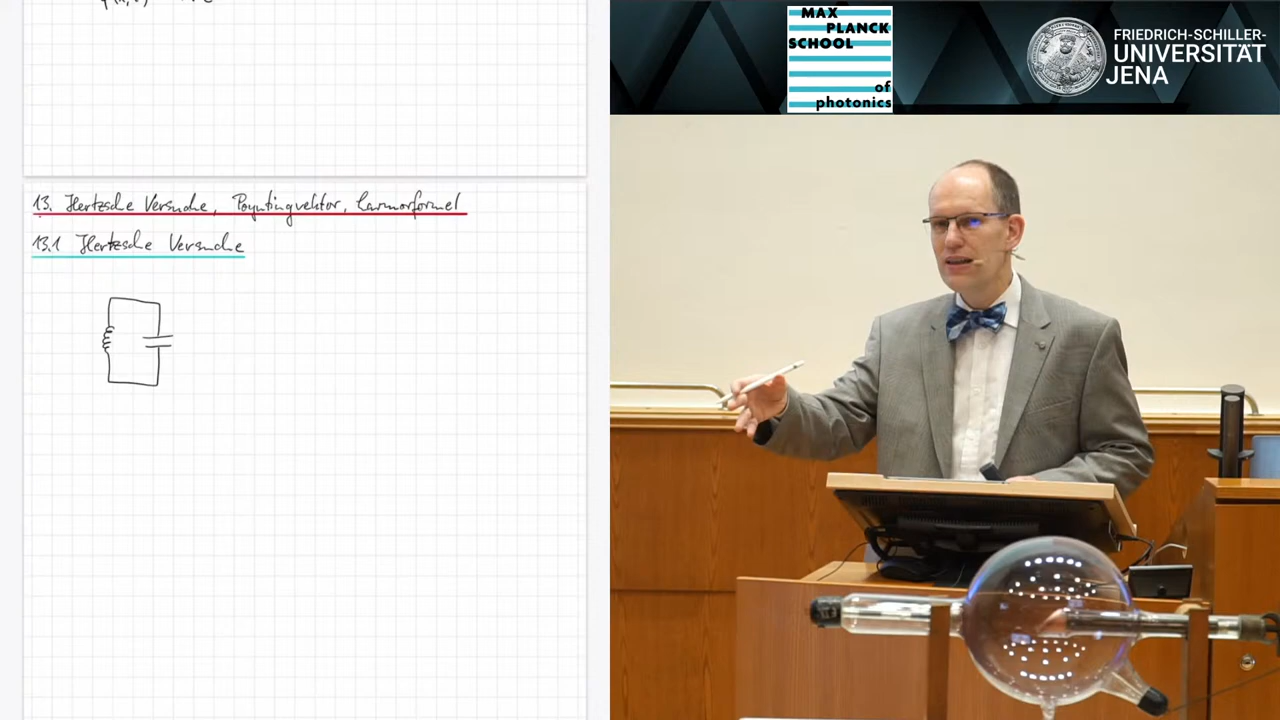 13. Hertzsche Versuche, Poyntingvektor, Larmorformel
13.1 Hertzsche Versuche
MAX
PLANCK
SCHOOL
of
photonics
FRIEDRICH-SCHILLER-
UNIVERSITÄT
JENA